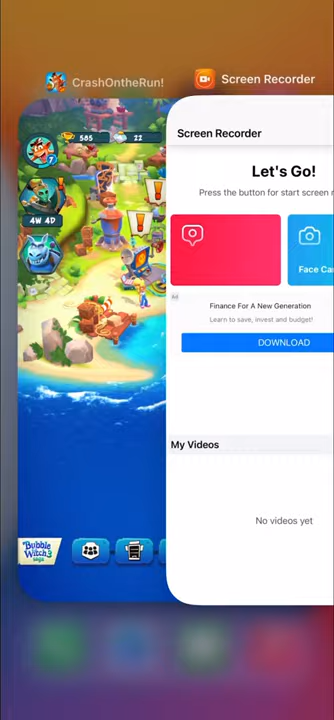 CrashOntheRun!
Screen Recorder
585
22
7
4W 4D
Screen Recorder
Let's Go!
Press the button for start screen
Face Ca
Ad
Finance For A New Generation
Learn to save, invest and budget!
DOWNLOAD
My Videos
No videos yet
Bubble
Witch 3
saga